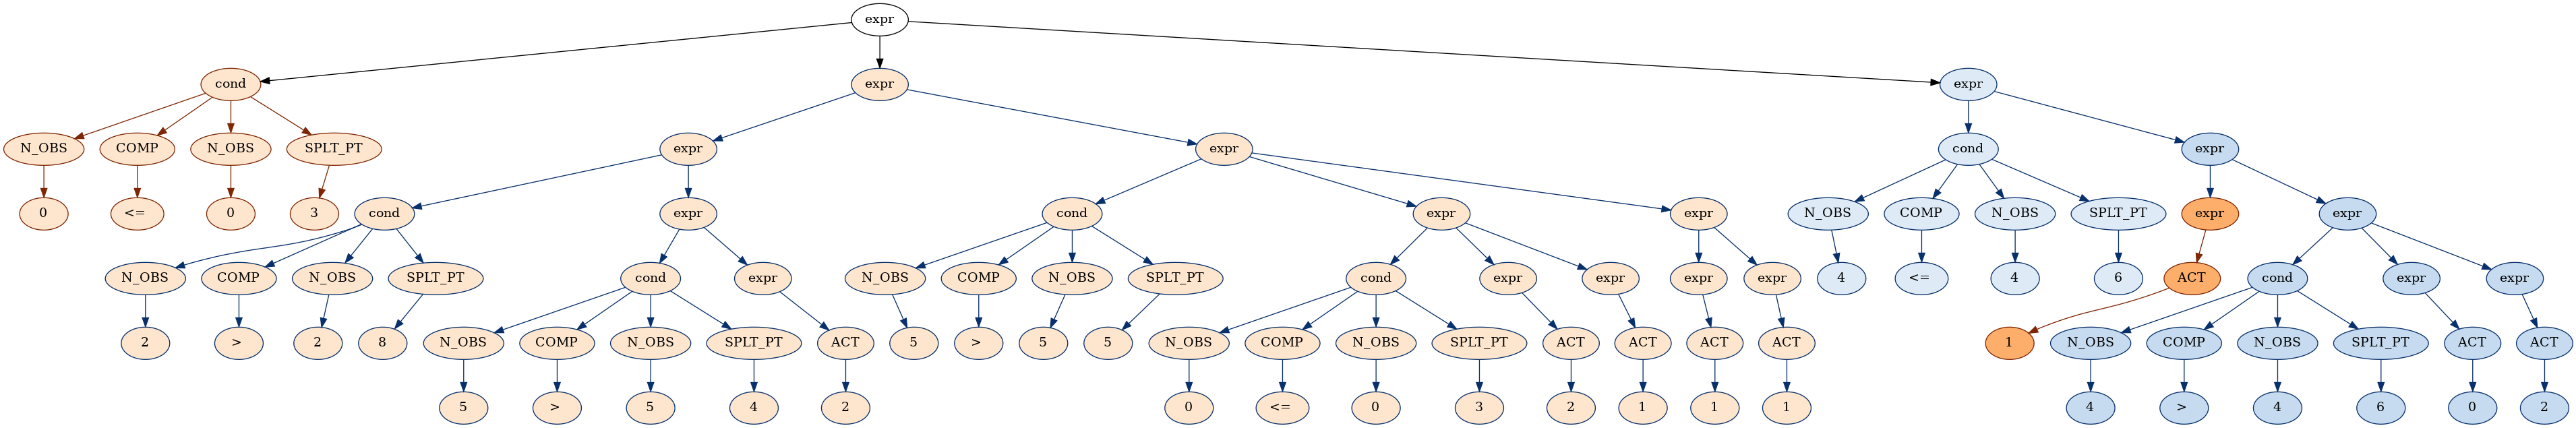 expr
cond expr expr
N_OBS COMP N_OBS SPLT_PT expr expr cond expr
0 <= 0 3 cond expr cond expr expr N_OBS COMP N_OBS SPLT_PT expr expr
N_OBS COMP N_OBS SPLT_PT cond expr N_OBS COMP N_OBS SPLT_PT cond expr expr expr expr 4 <= 4 6 ACT cond expr expr
2 > 2 8 N_OBS COMP N_OBS SPLT_PT ACT 5 > 5 5 N_OBS COMP N_OBS SPLT_PT ACT ACT ACT ACT 1 N_OBS COMP N_OBS SPLT_PT ACT ACT
5 > 5 4 2 0 <= 0 3 2 1 1 1 4 > 4 6 0 2